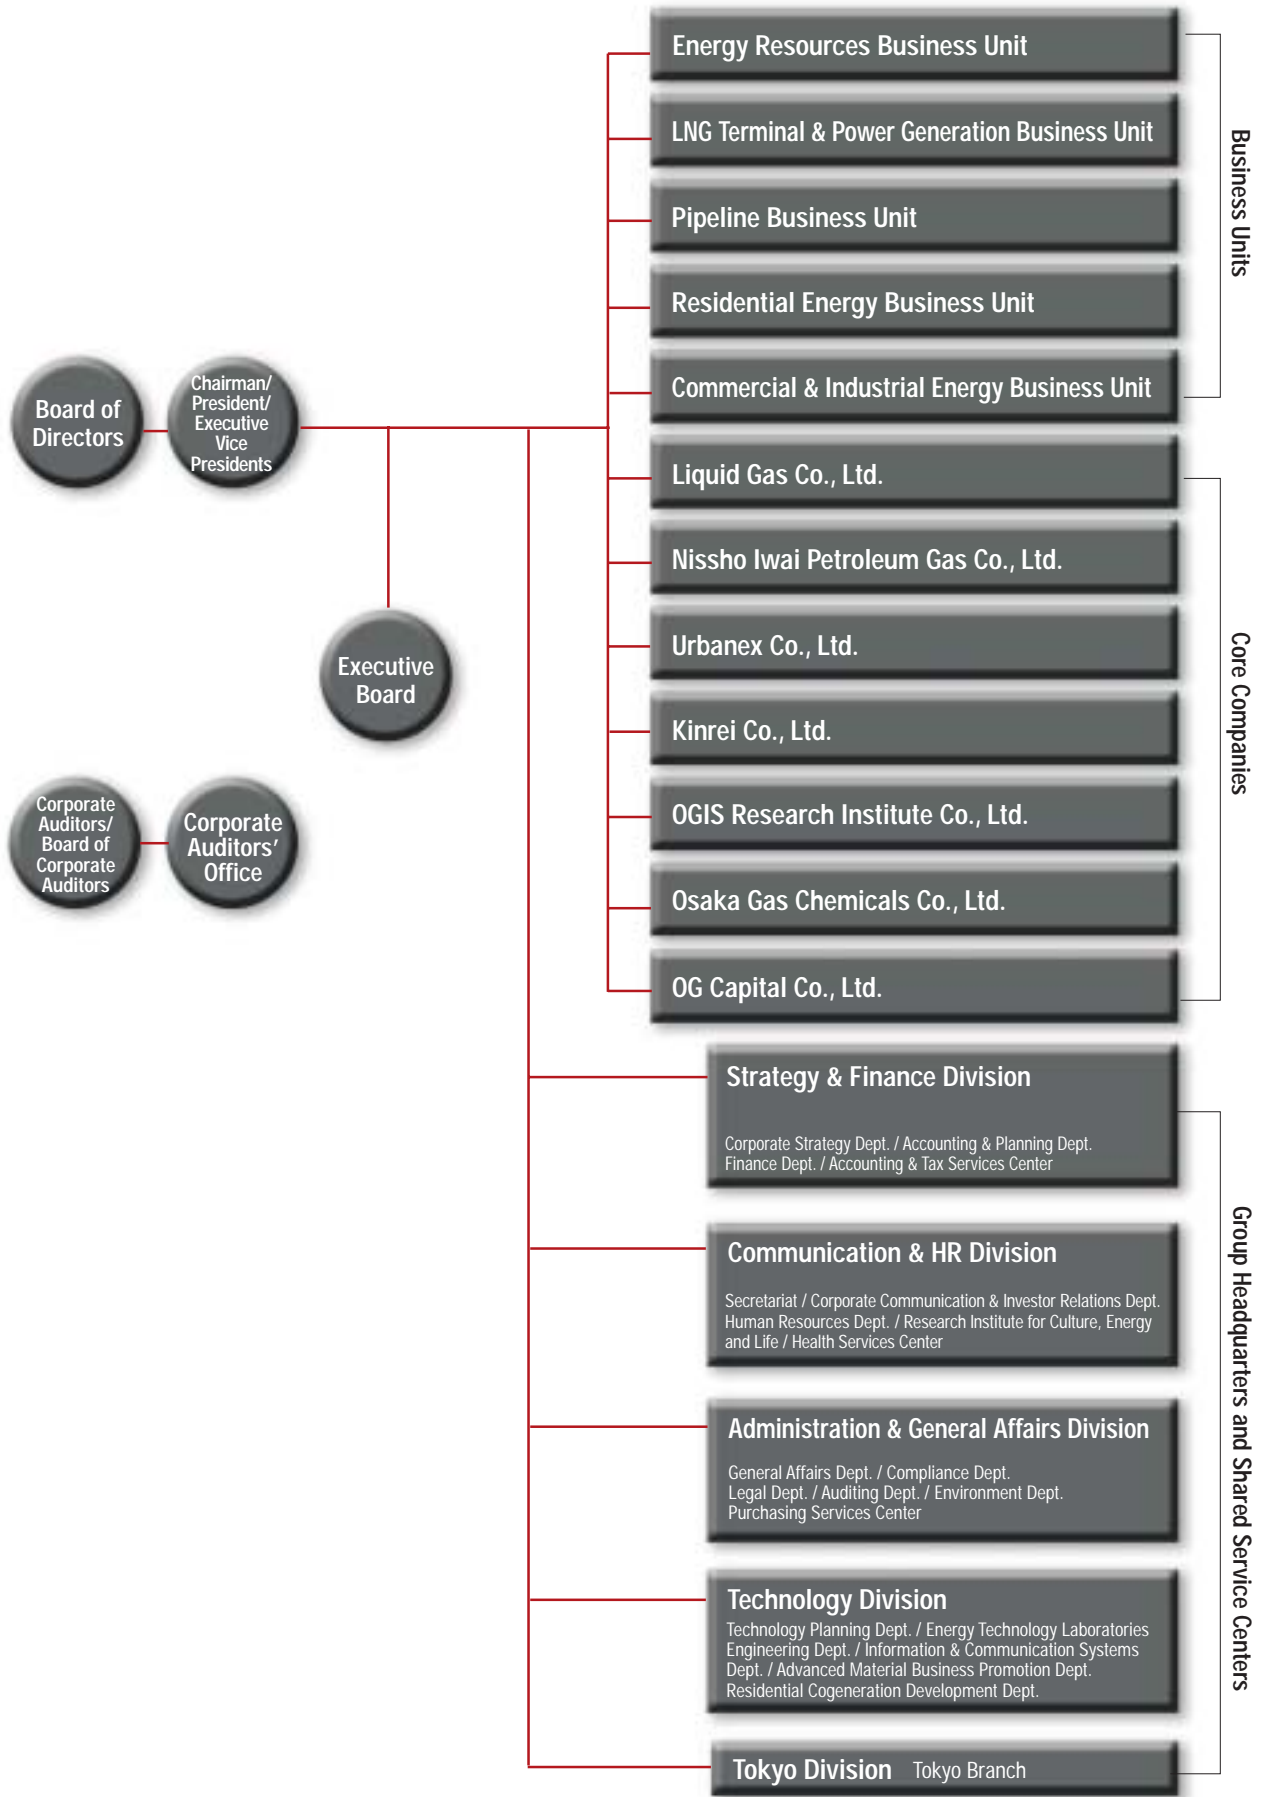 Board of
Directors
Chairman/
President/
Executive
Vice
Presidents
Executive
Board
Corporate
Auditors/
Board of
Corporate
Auditors
Corporate
Auditors'
Office
Energy Resources Business Unit
LNG Terminal & Power Generation Business Unit
Pipeline Business Unit
Residential Energy Business Unit
Commercial & Industrial Energy Business Unit
Business Units
Liquid Gas Co., Ltd.
Nissho Iwai Petroleum Gas Co., Ltd.
Urbanex Co., Ltd.
Kinrei Co., Ltd.
OGIS Research Institute Co., Ltd.
Osaka Gas Chemicals Co., Ltd.
OG Capital Co., Ltd.
Core Companies
Strategy & Finance Division
Corporate Strategy Dept. / Accounting & Planning Dept.
Finance Dept. / Accounting & Tax Services Center
Communication & HR Division
Secretariat / Corporate Communication & Investor Relations Dept.
Human Resources Dept. / Research Institute for Culture, Energy
and Life / Health Services Center
Administration & General Affairs Division
General Affairs Dept. / Compliance Dept.
Legal Dept. / Auditing Dept. / Environment Dept.
Purchasing Services Center
Technology Division
Technology Planning Dept. / Energy Technology Laboratories
Engineering Dept. / Information & Communication Systems
Dept. / Advanced Material Business Promotion Dept.
Residential Cogeneration Development Dept.
Tokyo Division Tokyo Branch
Group Headquarters and Shared Service Centers